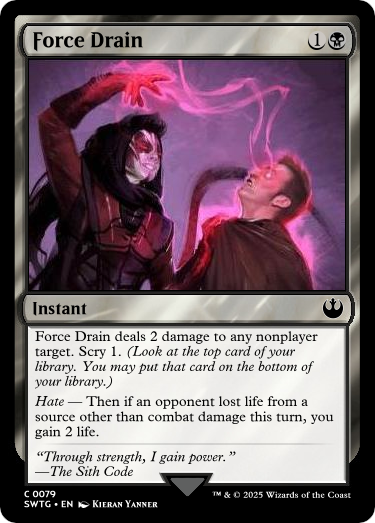 Force Drain 1
Instant
Force Drain deals 2 damage to any nonplayer
target. Scry 1. (Look at the top card of your
library. You may put that card on the bottom of
your library.)
Hate — Then if an opponent lost life from a
source other than combat damage this turn, you
gain 2 life.
“Through strength, I gain power.”
—The Sith Code
C 0079
SWTG • EN Kieran Yanner
™ & © 2025 Wizards of the Coast